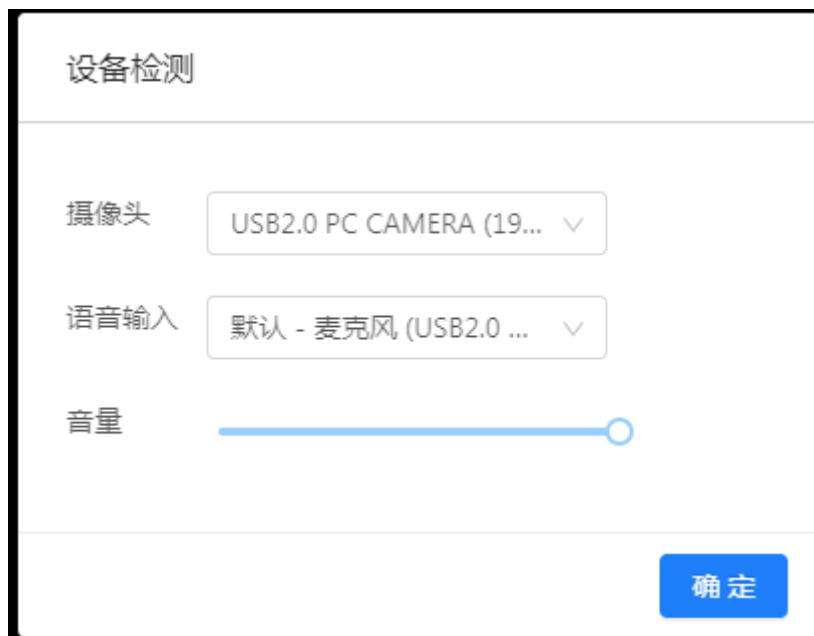 设备检测
摄像头
USB2.0 PC CAMERA (19...
语音输入
默认 - 麦克风 (USB2.0 ...
音量
确 定